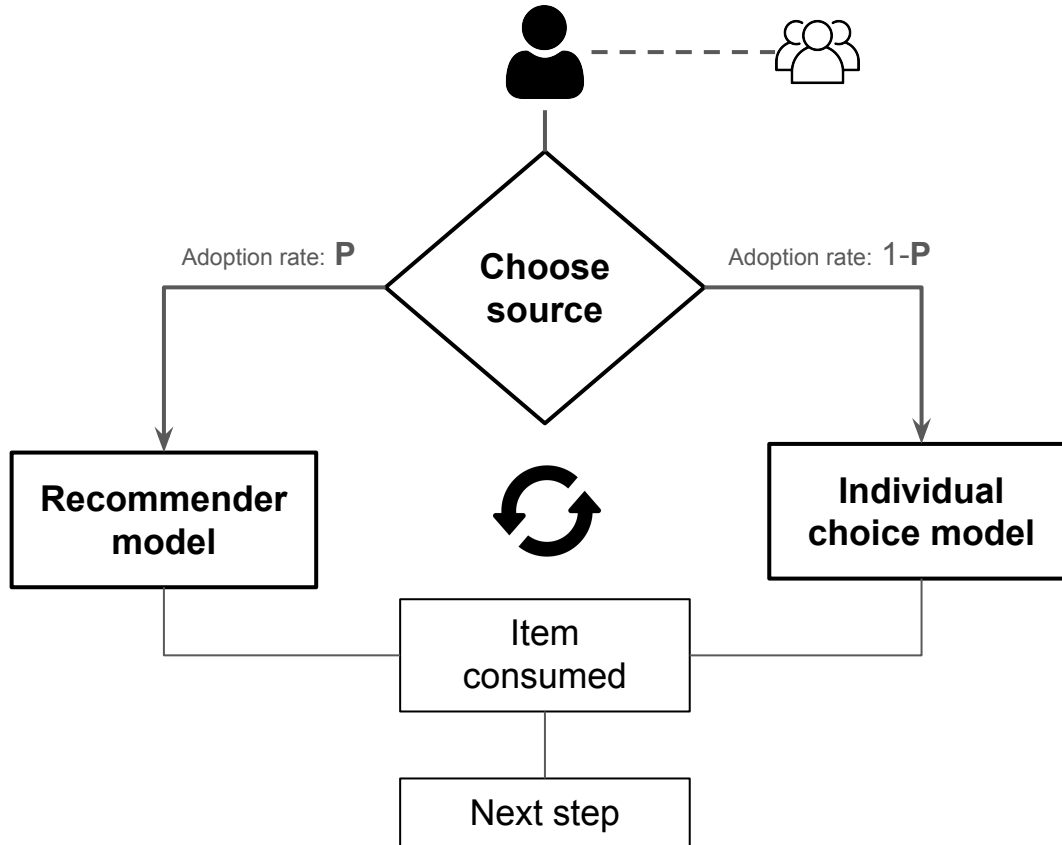 Adoption rate: P
Adoption rate: 1-P
Choose
source
Recommender
model
Individual
choice model
Item
consumed
Next step